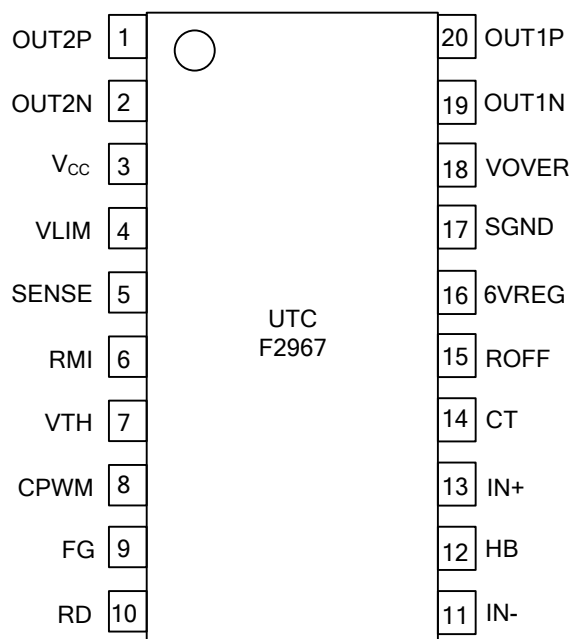 OUT2P 1 20 OUT1P
OUT2N 2 19 OUT1N
VCC 3 18 VOVER
VLIM 4 17 SGND
SENSE 5 16 6VREG
UTC
F2967
RMI 6 15 ROFF
VTH 7 14 CT
CPWM 8 13 IN+
FG 9 12 HB
RD 10 11 IN-